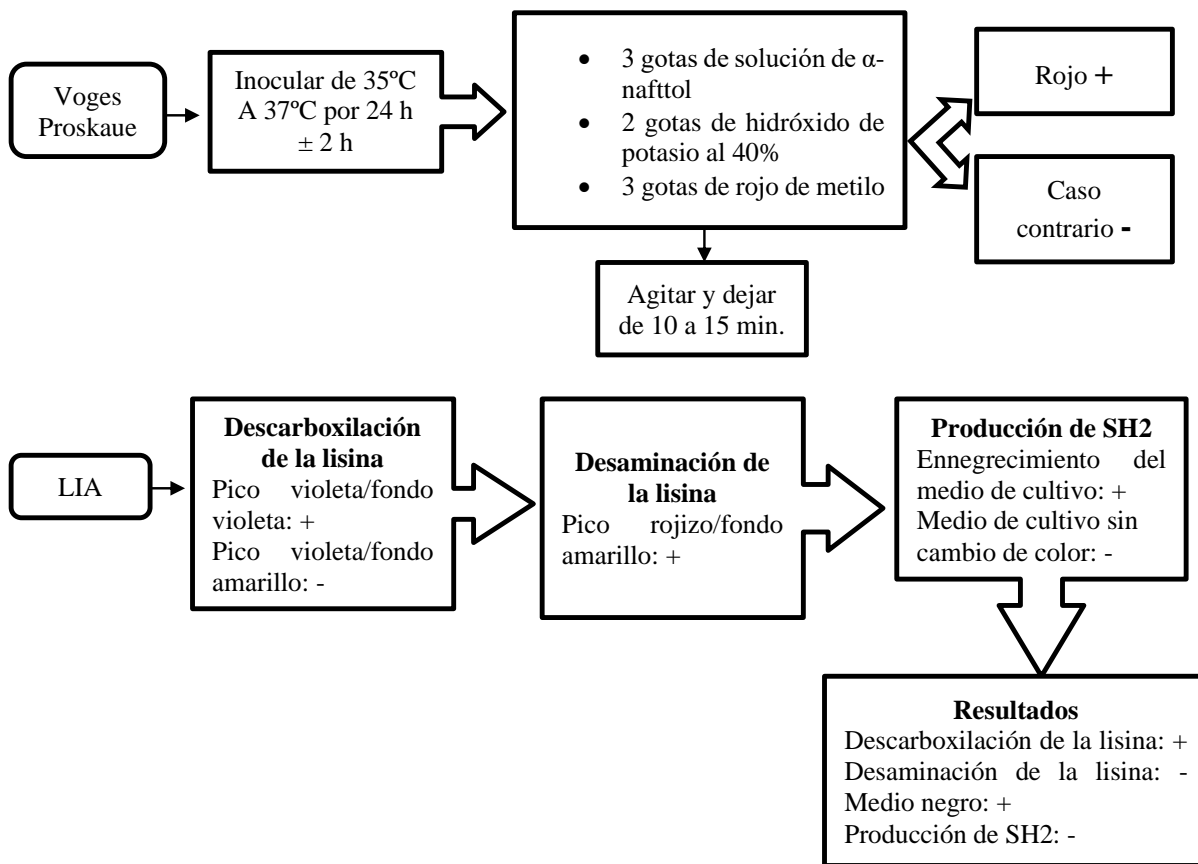 Voges
Proskaue
Inocular de 35ºC
A 37ºC por 24 h
± 2 h
• 3 gotas de solución de α-
nafttol
• 2 gotas de hidróxido de
potasio al 40%
• 3 gotas de rojo de metilo
Rojo +
Caso
contrario -
Agitar y dejar
de 10 a 15 min.
LIA
Descarboxilación
de la lisina
Pico violeta/fondo
violeta: +
Pico violeta/fondo
amarillo: -
Desaminación de
la lisina
Pico rojizo/fondo
amarillo: +
Producción de SH2
Ennegrecimiento del
medio de cultivo: +
Medio de cultivo sin
cambio de color: -
Resultados
Descarboxilación de la lisina: +
Desaminación de la lisina: -
Medio negro: +
Producción de SH2: -